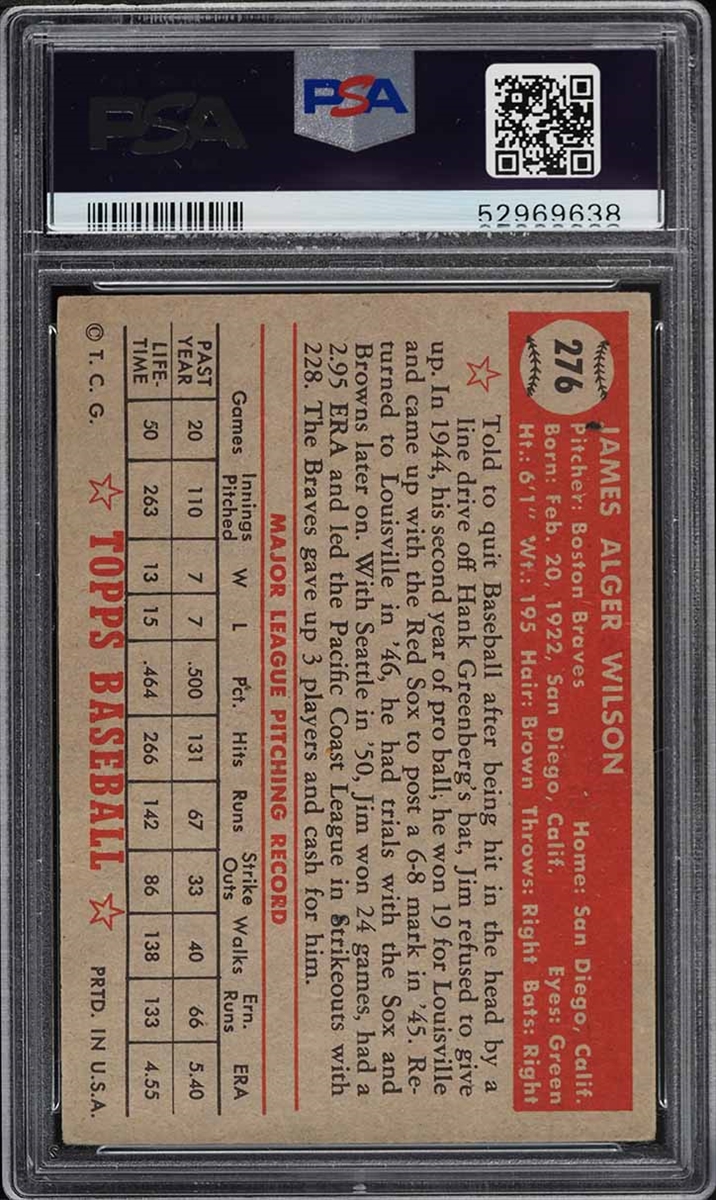 PSA
PSA
52969638
276
JAMES ALGER WILSON
Pitcher: Boston Braves Home: San Diego, Calif.
Born: Feb. 20, 1922, San Diego, Calif. Eyes: Green
Ht.: 6'1" Wt.: 195 Hair: Brown Throws: Right Bats: Right
Told to quit Baseball after being hit in the head by a
line drive off Hank Greenberg's bat, Jim refused to give
up. In 1944, his second year of pro ball, he won 19 for Louisville
and came up with the Red Sox to post a 6-8 mark in '45. Re-
turned to Louisville in '46, he had trials with the Sox and
Browns later on. With Seattle in '50, Jim won 24 games, had a
2.95 ERA and led the Pacific Coast League in Strikeouts with
228. The Braves gave up 3 players and cash for him.
MAJOR LEAGUE PITCHING RECORD
Games Innings Pitched W L Pct. Hits Runs Strike Outs Walks Ern. Runs ERA
PAST YEAR 20 110 7 7 .500 131 67 33 40 66 5.40
LIFE-TIME 50 263 13 15 .464 266 142 86 138 133 4.55
© T. C. G. TOPPS BASEBALL PRTD. IN U.S.A.